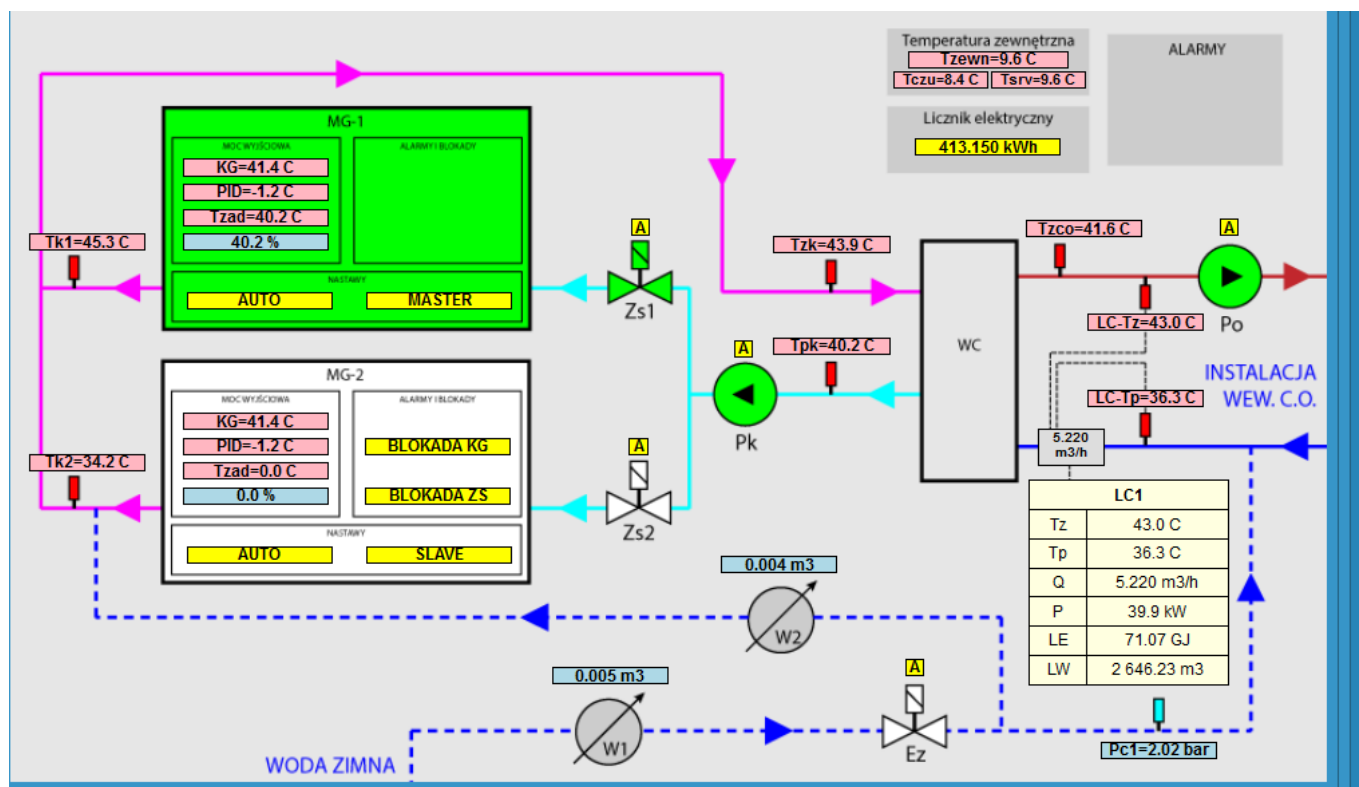 Temperatura zewnętrzna
Tzewn=9.6 C
Tczu=8.4 C
Tsrv=9.6 C
ALARMY
Licznik elektryczny
413.150 kWh
MG-1
MOC WYJŚCIOWA
ALARMY I BLOKADY
KG=41.4 C
PID=-1.2 C
Tzad=40.2 C
40.2 %
NASTAWY
AUTO
MASTER
Tk1=45.3 C
A
Zs1
Tzk=43.9 C
Tzco=41.6 C
A
Po
LC-Tz=43.0 C
WC
Tpk=40.2 C
A
Pk
INSTALACJA
WEW. C.O.
LC-Tp=36.3 C
5.220
m3/h
MG-2
MOC WYJŚCIOWA
ALARMY I BLOKADY
KG=41.4 C
PID=-1.2 C
Tzad=0.0 C
0.0 %
BLOKADA KG
BLOKADA ZS
NASTAWY
AUTO
SLAVE
Tk2=34.2 C
A
Zs2
LC1
Tz 43.0 C
Tp 36.3 C
Q 5.220 m3/h
P 39.9 kW
LE 71.07 GJ
LW 2 646.23 m3
0.004 m3
W2
0.005 m3
W1
A
Ez
Pc1=2.02 bar
WODA ZIMNA